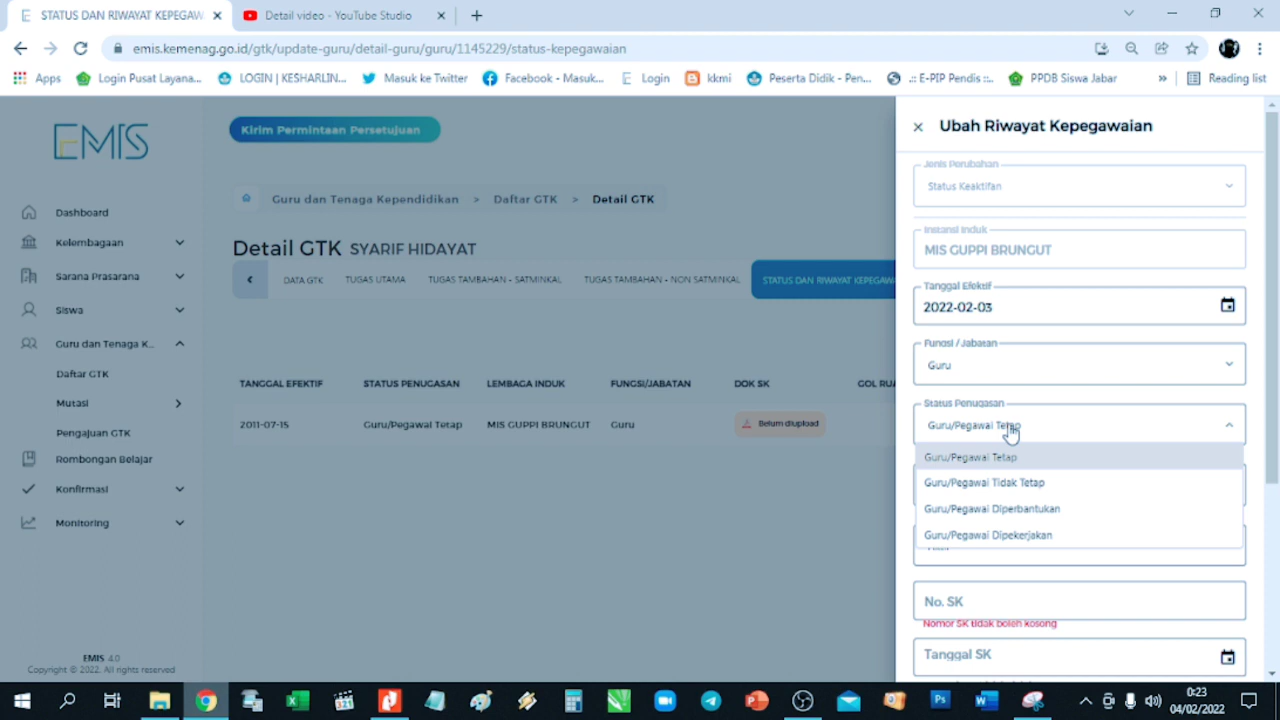 STATUS DAN RIWAYAT KEPEGAW
Detail video - YouTube Studio
emis.kemenag.go.id/gtk/update-guru/detail-guru/guru/1145229/status-kepegawaian
Apps
Login Pusat Layana...
LOGIN | KESHARLIN...
Masuk ke Twitter
Facebook - Masuk...
Login
kkmi
Peserta Didik - Pen...
.:: E-PIP Pendis ::..
PPDB Siswa Jabar
»
Reading list
EMIS
Kirim Permintaan Persetujuan
Guru dan Tenaga Kependidikan > Daftar GTK > Detail GTK
Detail GTK SYARIF HIDAYAT
DATA GTK
TUGAS UTAMA
TUGAS TAMBAHAN - SATMINKAL
TUGAS TAMBAHAN - NON SATMINKAL
STATUS DAN RIWAYAT KEPEGAW
Dashboard
Kelembagaan
Sarana Prasarana
Siswa
Guru dan Tenaga K...
Daftar GTK
Mutasi
Pengajuan GTK
Rombongan Belajar
Konfirmasi
Monitoring
EMIS 4.0
Copyright © 2022. All rights reserved
TANGGAL EFEKTIF STATUS PENUGASAN LEMBAGA INDUK FUNGSI/JABATAN DOK SK GOL RUA
2011-07-15 Guru/Pegawai Tetap MIS GUPPI BRUNGUT Guru Belum diupload
Ubah Riwayat Kepegawaian
Jenis Perubahan
Status Keaktifan
Instansi Induk
MIS GUPPI BRUNGUT
Tanggal Efektif
2022-02-03
Fungsi / Jabatan
Guru
Status Penugasan
Guru/Pegawai Tetap
Guru/Pegawai Tetap
Guru/Pegawai Tidak Tetap
Guru/Pegawai Diperbantukan
Guru/Pegawai Dipekerjakan
No. SK
Nomor SK tidak boleh kosong
Tanggal SK
0:23
04/02/2022